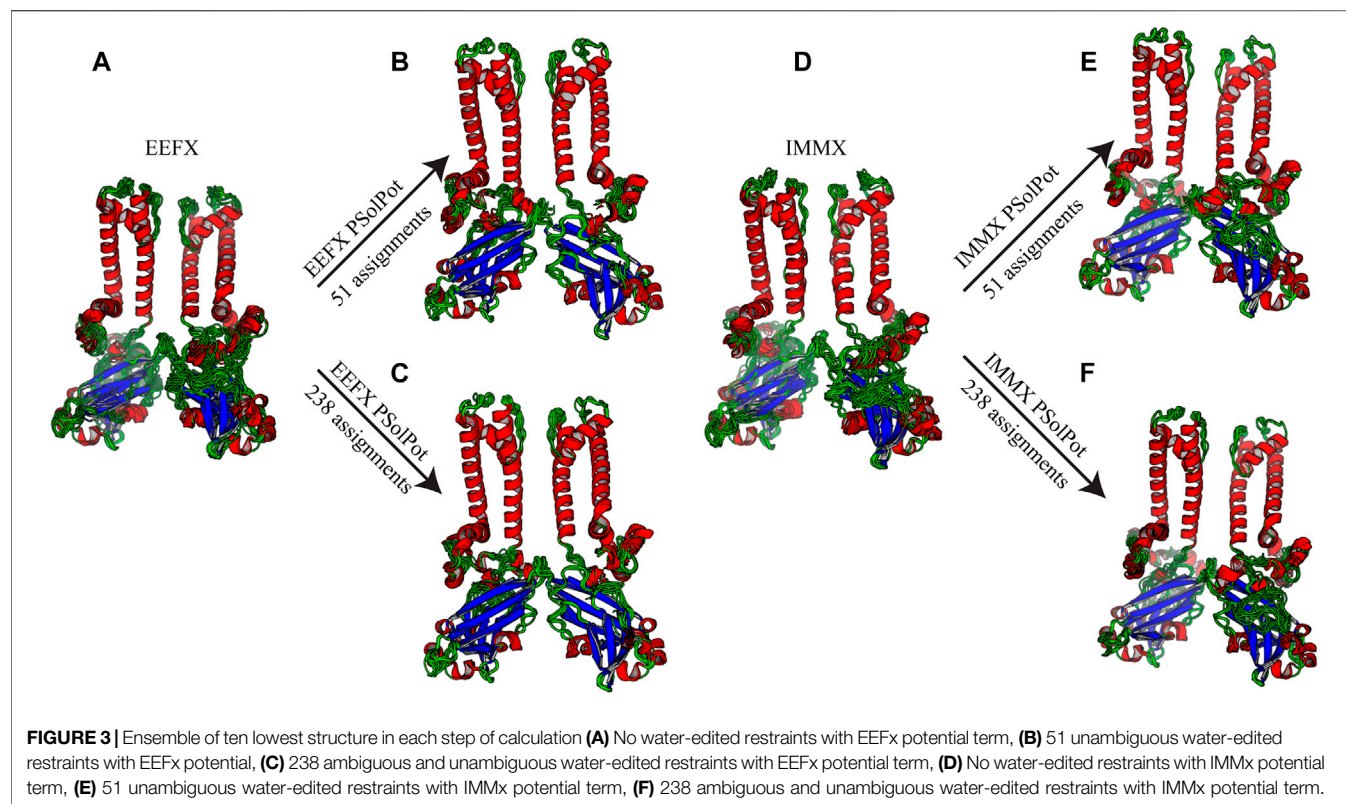 A
B
D
E
EEFX
EEFX PSolPot
51 assignments
IMMX
IMMX PSolPot
51 assignments
C
EEFX PSolPot
238 assignments
F
IMMX PSolPot
238 assignments
FIGURE 3 | Ensemble of ten lowest structure in each step of calculation (A) No water-edited restraints with EEFx potential term, (B) 51 unambiguous water-edited
restraints with EEFx potential, (C) 238 ambiguous and unambiguous water-edited restraints with EEFx potential term, (D) No water-edited restraints with IMMx potential
term, (E) 51 unambiguous water-edited restraints with IMMx potential term, (F) 238 ambiguous and unambiguous water-edited restraints with IMMx potential term.